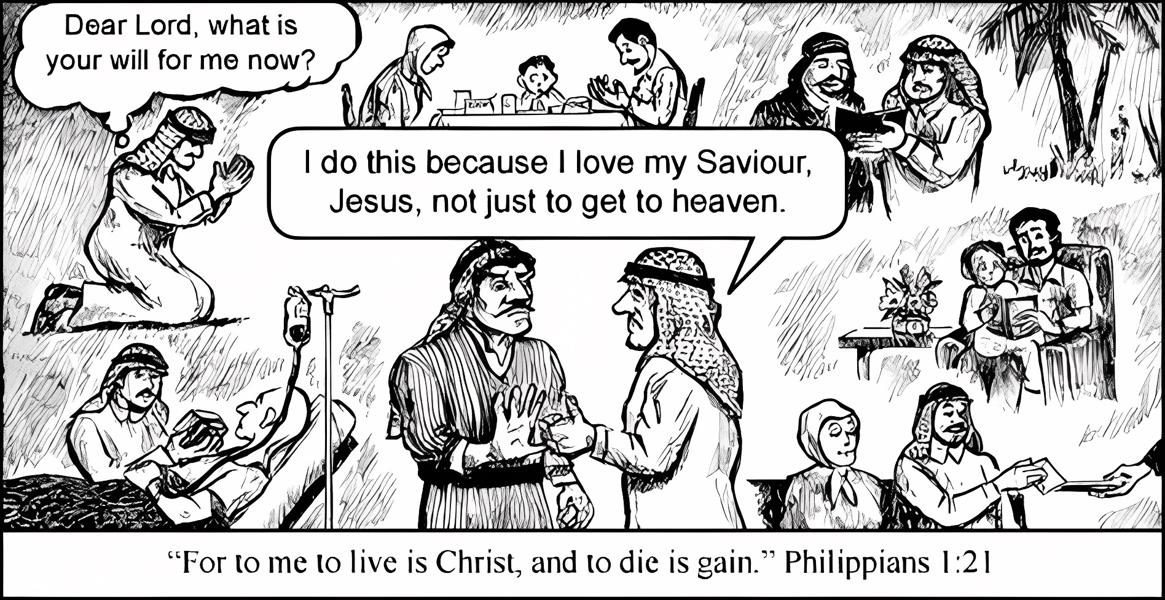 Dear Lord, what is
your will for me now?
I do this because I love my Saviour,
Jesus, not just to get to heaven.
“For to me to live is Christ, and to die is gain.” Philippians 1:21